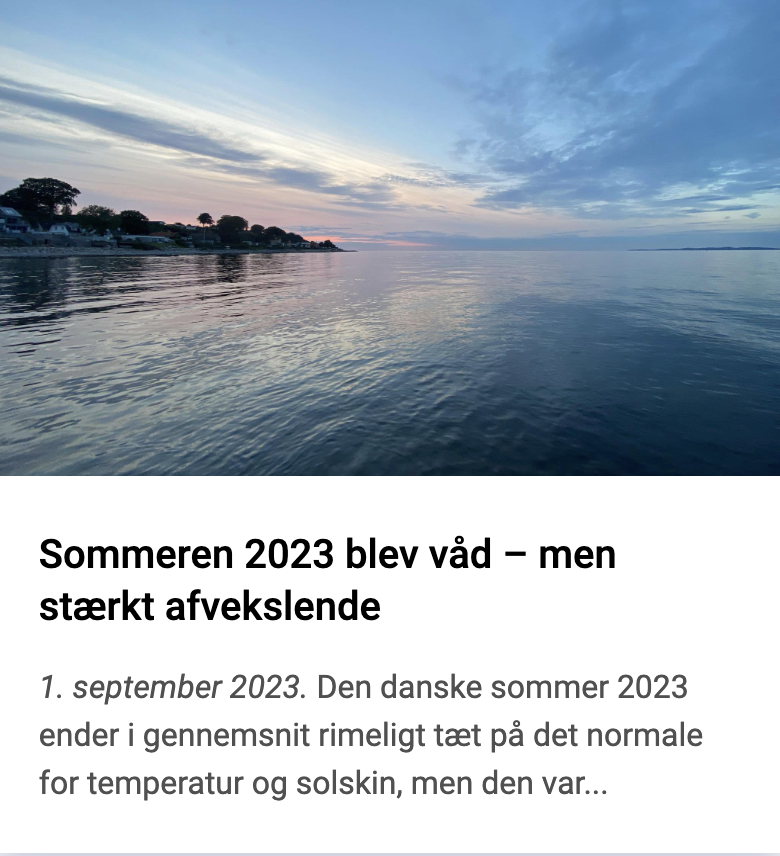 Sommeren 2023 blev våd – men
stærkt afvekslende
1. september 2023. Den danske sommer 2023
ender i gennemsnit rimeligt tæt på det normale
for temperatur og solskin, men den var...